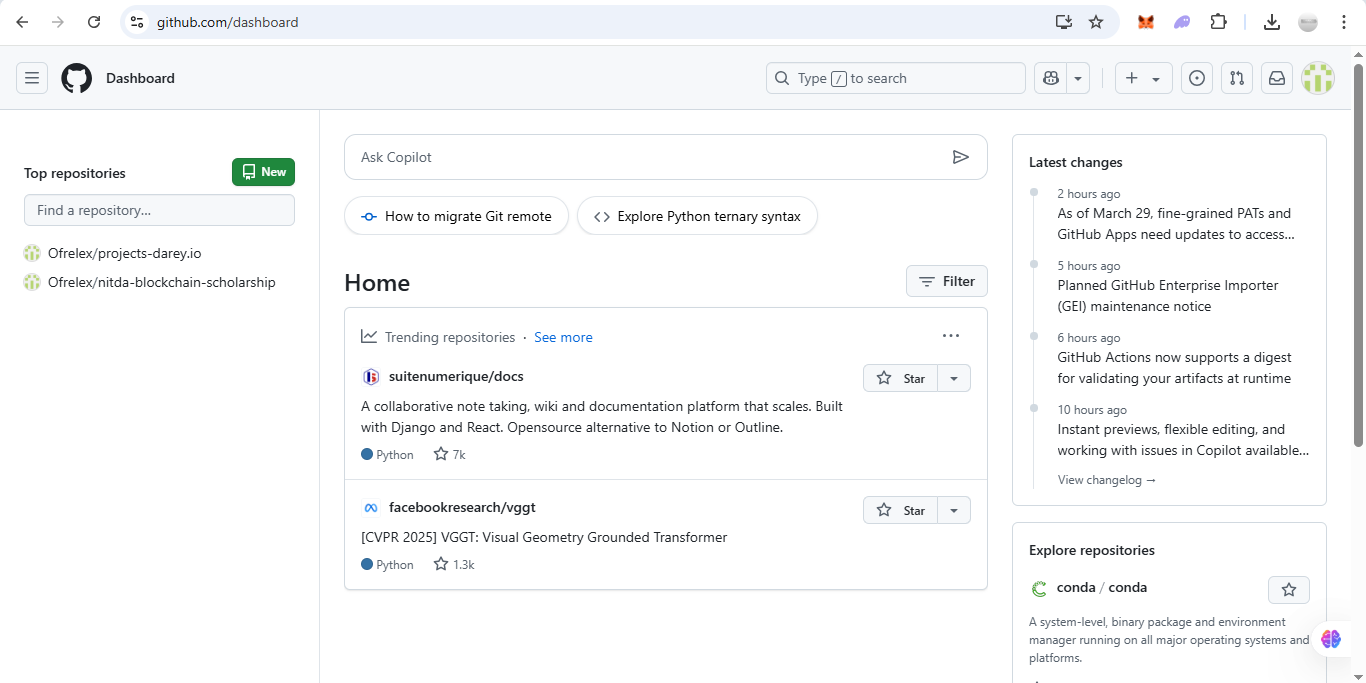 github.com/dashboard
Dashboard
Type / to search
Top repositories
New
Find a repository...
Ofrelex/projects-darey.io
Ofrelex/nitda-blockchain-scholarship
Ask Copilot
How to migrate Git remote
Explore Python ternary syntax
Home
Filter
Trending repositories · See more
suitenumerique/docs
Star
A collaborative note taking, wiki and documentation platform that scales. Built
with Django and React. Opensource alternative to Notion or Outline.
Python 7k
facebookresearch/vggt
Star
[CVPR 2025] VGGT: Visual Geometry Grounded Transformer
Python 1.3k
Latest changes
2 hours ago
As of March 29, fine-grained PATs and
GitHub Apps need updates to access...
5 hours ago
Planned GitHub Enterprise Importer
(GEI) maintenance notice
6 hours ago
GitHub Actions now supports a digest
for validating your artifacts at runtime
10 hours ago
Instant previews, flexible editing, and
working with issues in Copilot available...
View changelog →
Explore repositories
conda / conda
A system-level, binary package and environment
manager running on all major operating systems and
platforms.